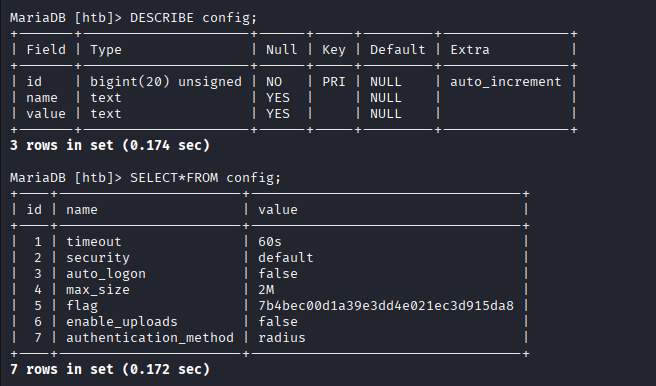 MariaDB [htb]> DESCRIBE config;
+-------+---------------------+------+-----+---------+----------------+
| Field | Type                | Null | Key | Default | Extra          |
+-------+---------------------+------+-----+---------+----------------+
| id    | bigint(20) unsigned | NO   | PRI | NULL    | auto_increment |
| name  | text                | YES  |     | NULL    |                |
| value | text                | YES  |     | NULL    |                |
+-------+---------------------+------+-----+---------+----------------+
3 rows in set (0.174 sec)
MariaDB [htb]> SELECT*FROM config;
+----+-----------------------+----------------------------------+
| id | name                  | value                            |
+----+-----------------------+----------------------------------+
|  1 | timeout               | 60s                              |
|  2 | security              | default                          |
|  3 | auto_logon            | false                            |
|  4 | max_size              | 2M                               |
|  5 | flag                  | 7b4bec00d1a39e3dd4e021ec3d915da8 |
|  6 | enable_uploads        | false                            |
|  7 | authentication_method | radius                           |
+----+-----------------------+----------------------------------+
7 rows in set (0.172 sec)